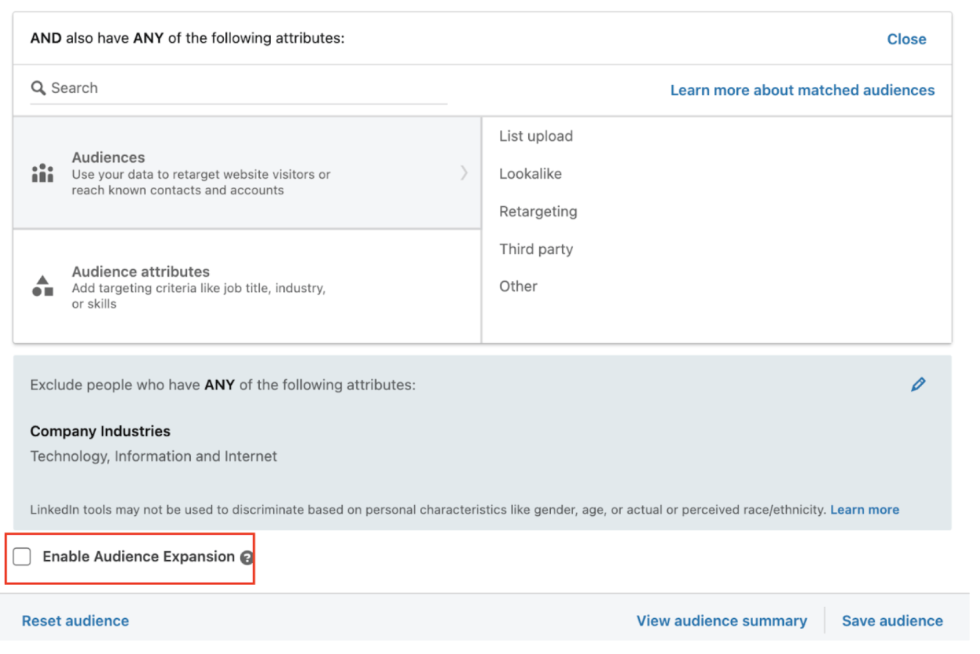 AND also have ANY of the following attributes:
Close
Search
Learn more about matched audiences
Audiences
Use your data to retarget website visitors or
reach known contacts and accounts
List upload
Lookalike
Retargeting
Third party
Other
Audience attributes
Add targeting criteria like job title, industry,
or skills
Exclude people who have ANY of the following attributes:
Company Industries
Technology, Information and Internet
LinkedIn tools may not be used to discriminate based on personal characteristics like gender, age, or actual or perceived race/ethnicity. Learn more
Enable Audience Expansion ?
Reset audience
View audience summary
Save audience